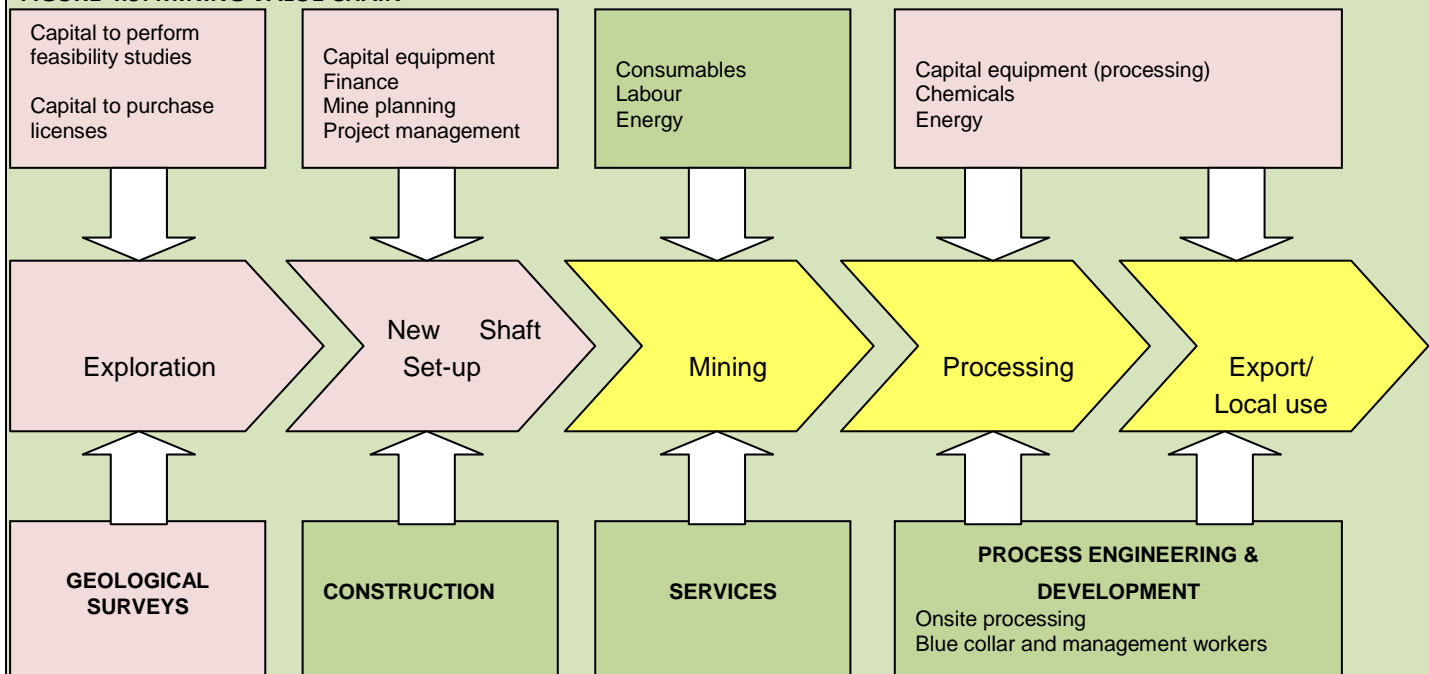 Capital to perform
feasibility studies
Capital to purchase
licenses
Capital equipment
Finance
Mine planning
Project management
Consumables
Labour
Energy
Capital equipment (processing)
Chemicals
Energy
Exploration
New Shaft
Set-up
Mining
Processing
Export/
Local use
GEOLOGICAL
SURVEYS
CONSTRUCTION
SERVICES
PROCESS ENGINEERING &
DEVELOPMENT
Onsite processing
Blue collar and management workers